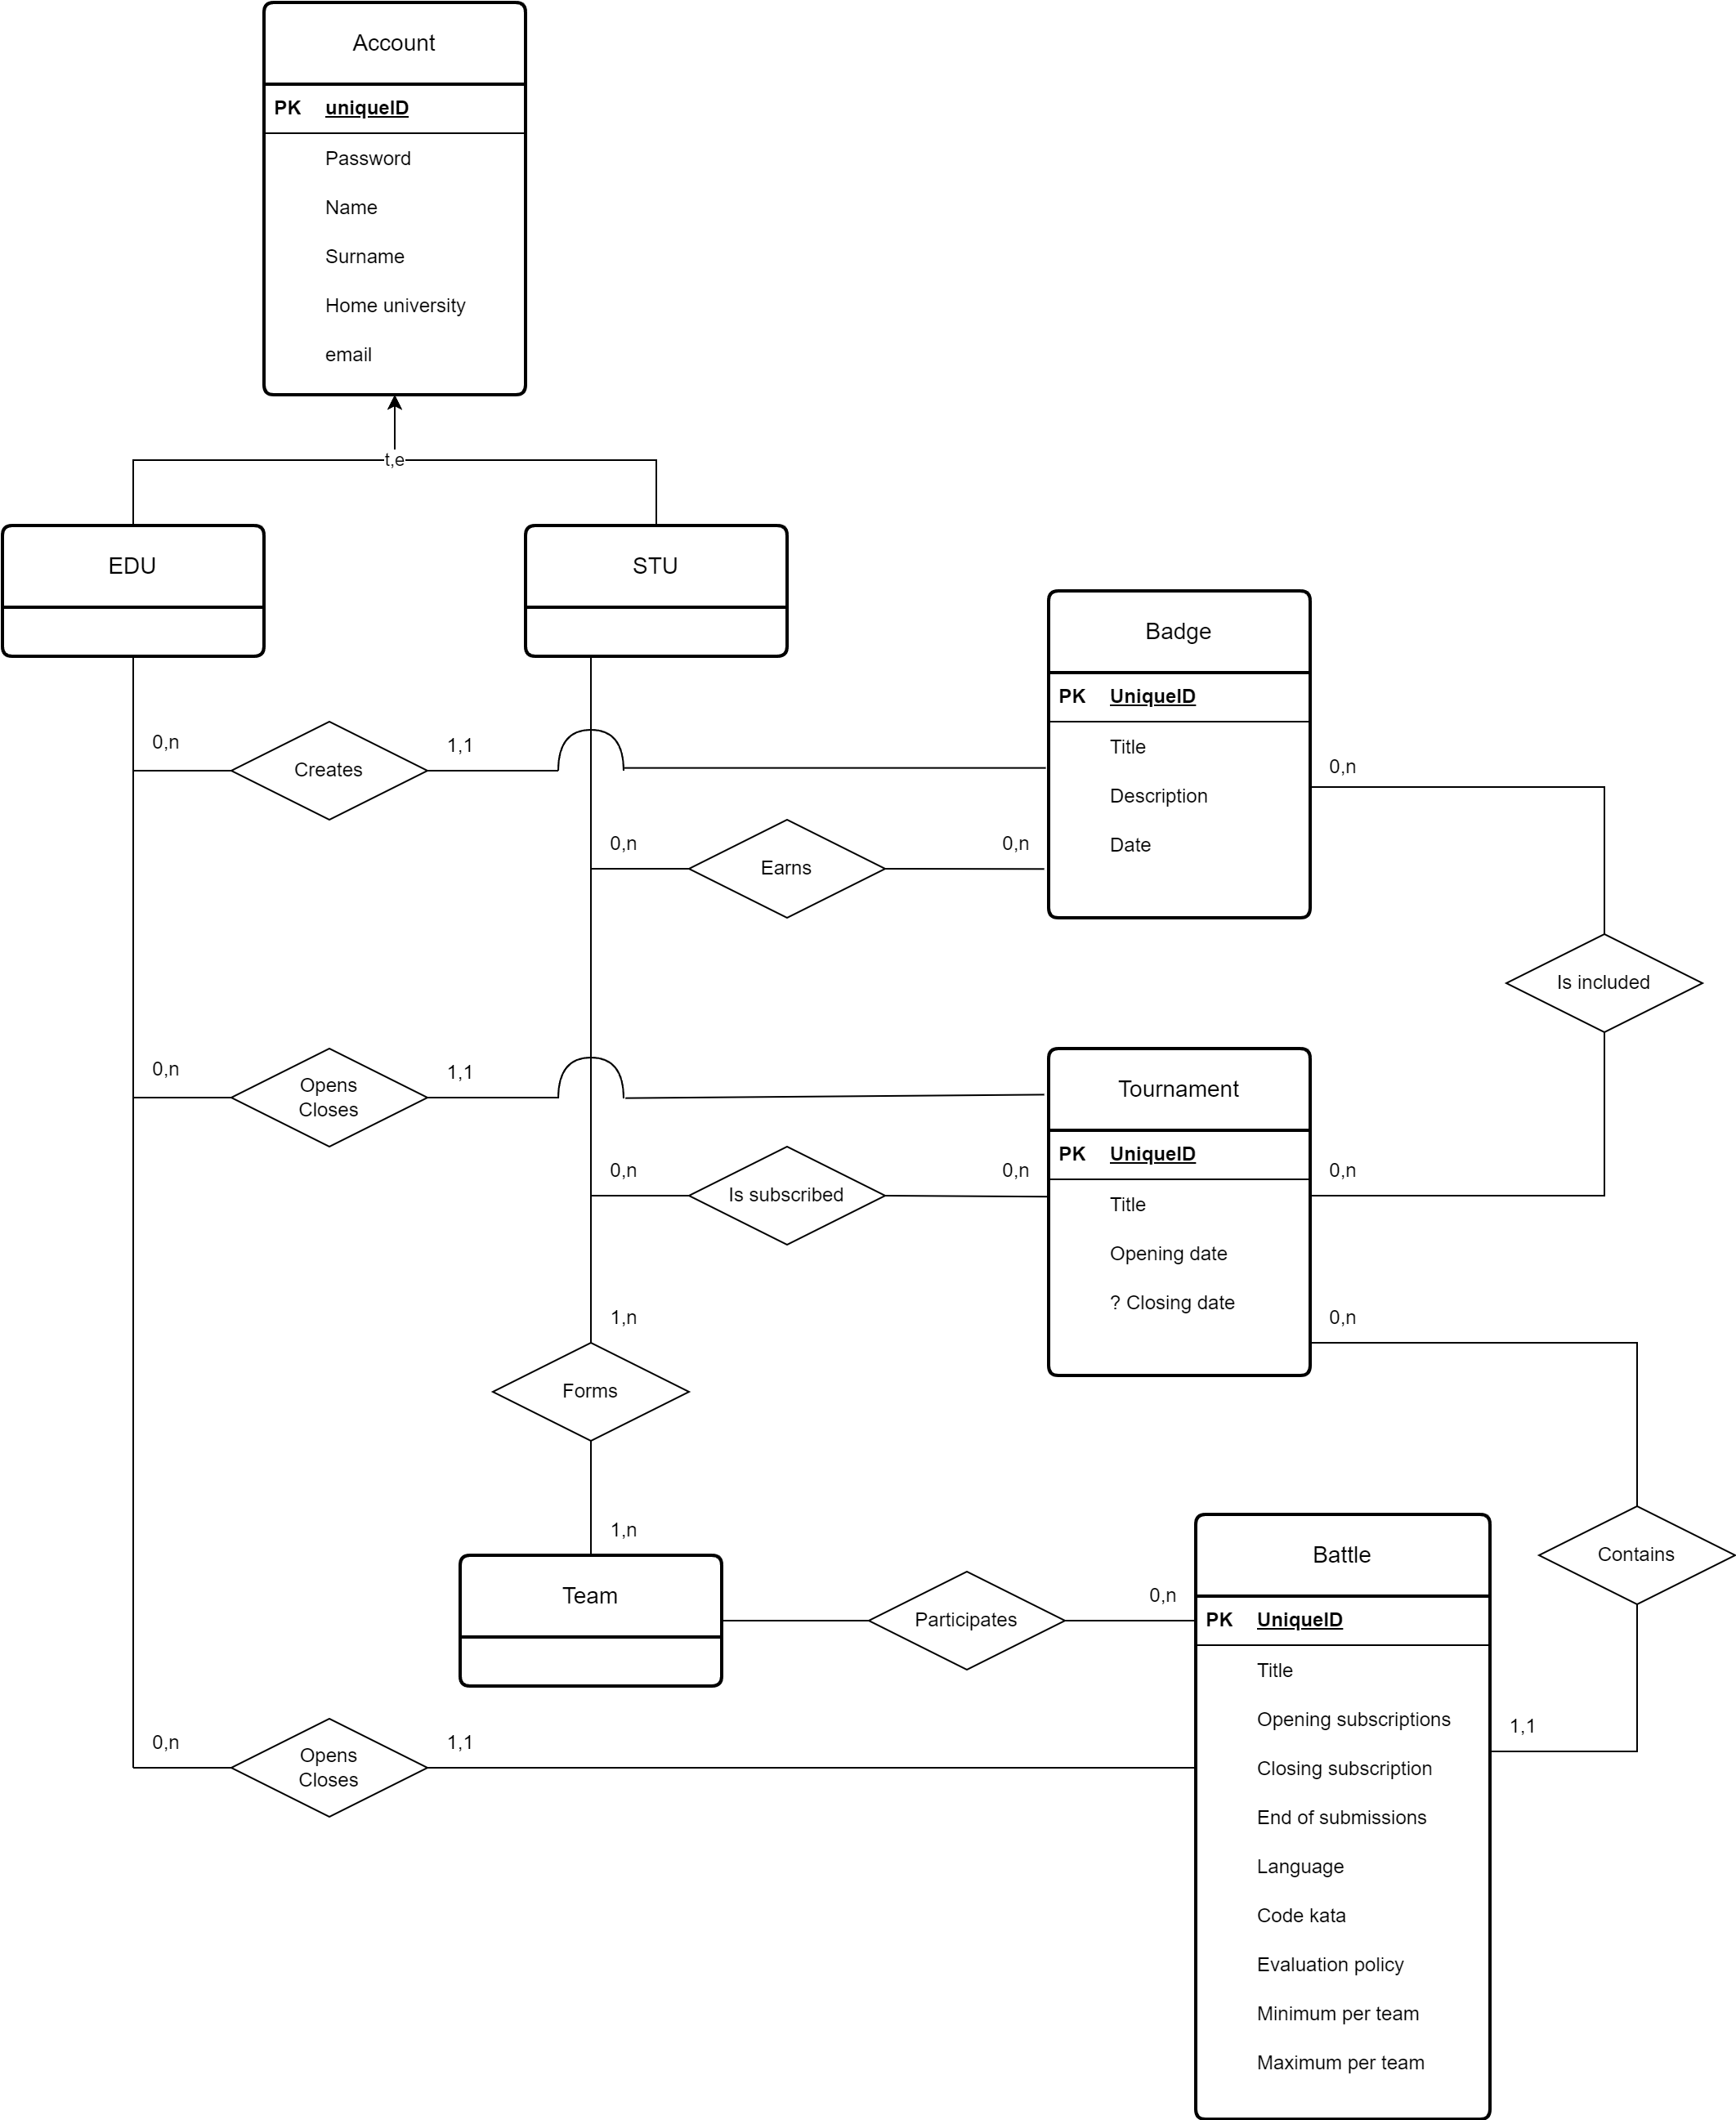 Account
PK uniqueID
Password
Name
Surname
Home university
email
t,e
EDU
STU
Badge
PK UniqueID
Title
Description
Date
0,n
Creates
1,1
0,n
0,n
Earns
0,n
Is included
0,n
Opens
Closes
1,1
Tournament
PK UniqueID
Title
Opening date
? Closing date
0,n
Is subscribed
0,n
0,n
1,n
0,n
Forms
1,n
Team
Participates
0,n
Battle
PK UniqueID
Title
Opening subscriptions
Closing subscription
End of submissions
Language
Code kata
Evaluation policy
Minimum per team
Maximum per team
Contains
1,1
0,n
Opens
Closes
1,1